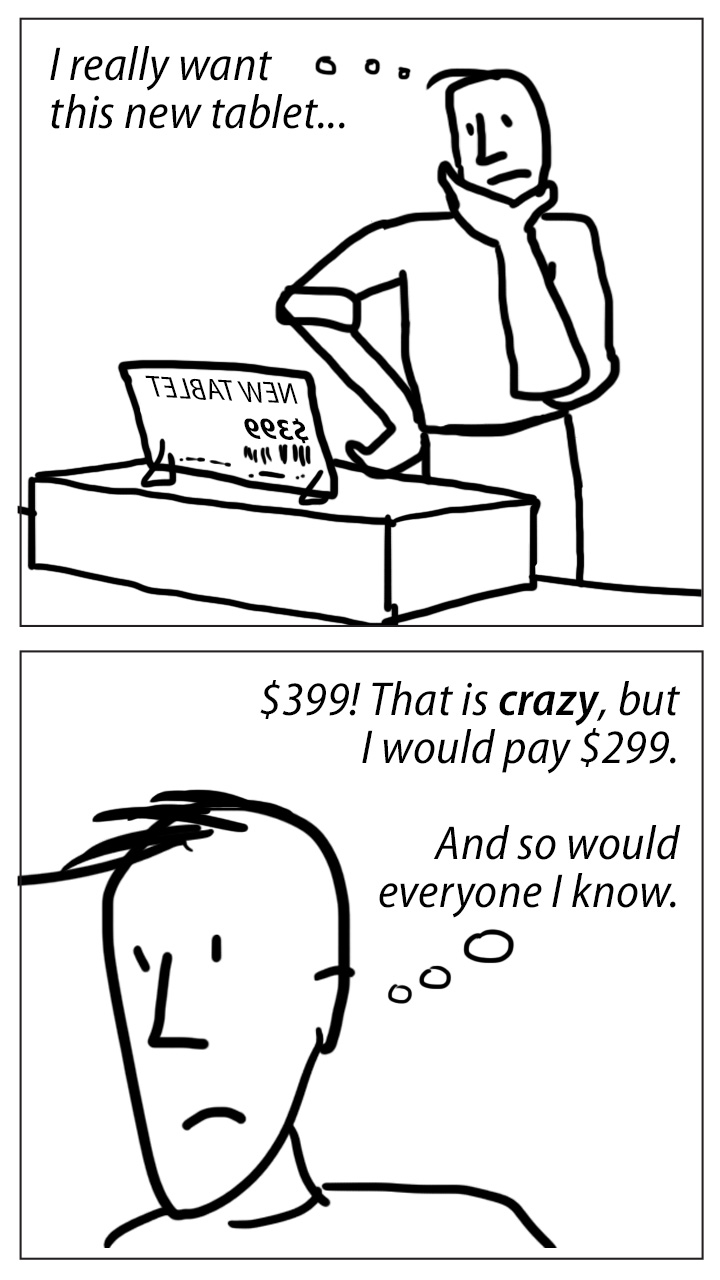 I really want
this new tablet...
NEW TABLET
$399
$399! That is crazy, but
I would pay $299.
And so would
everyone I know.